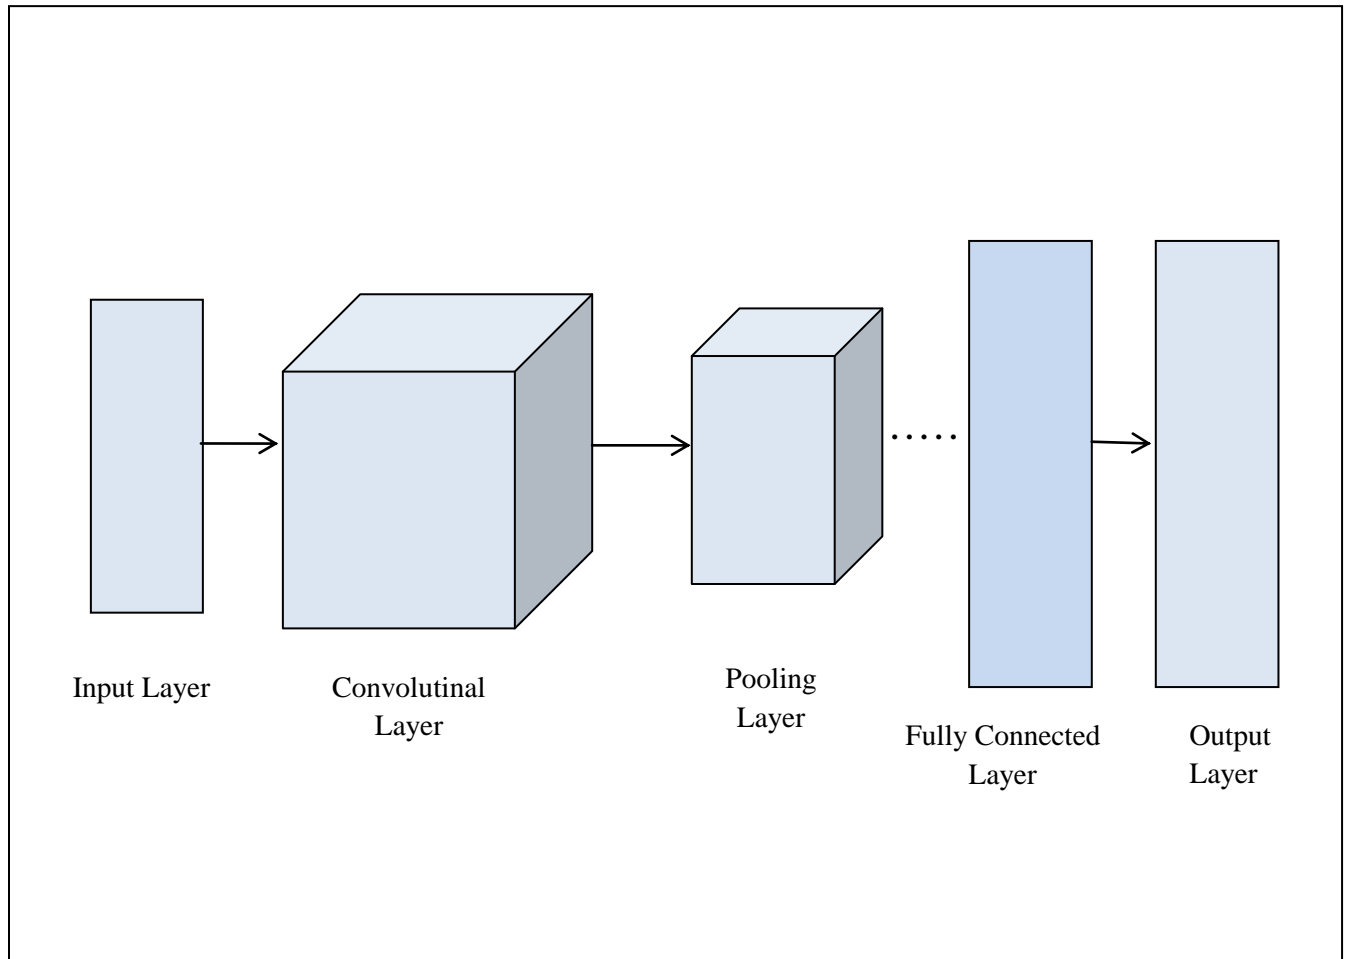 Input Layer
Convolutinal
Layer
Pooling
Layer
Fully Connected
Layer
Output
Layer